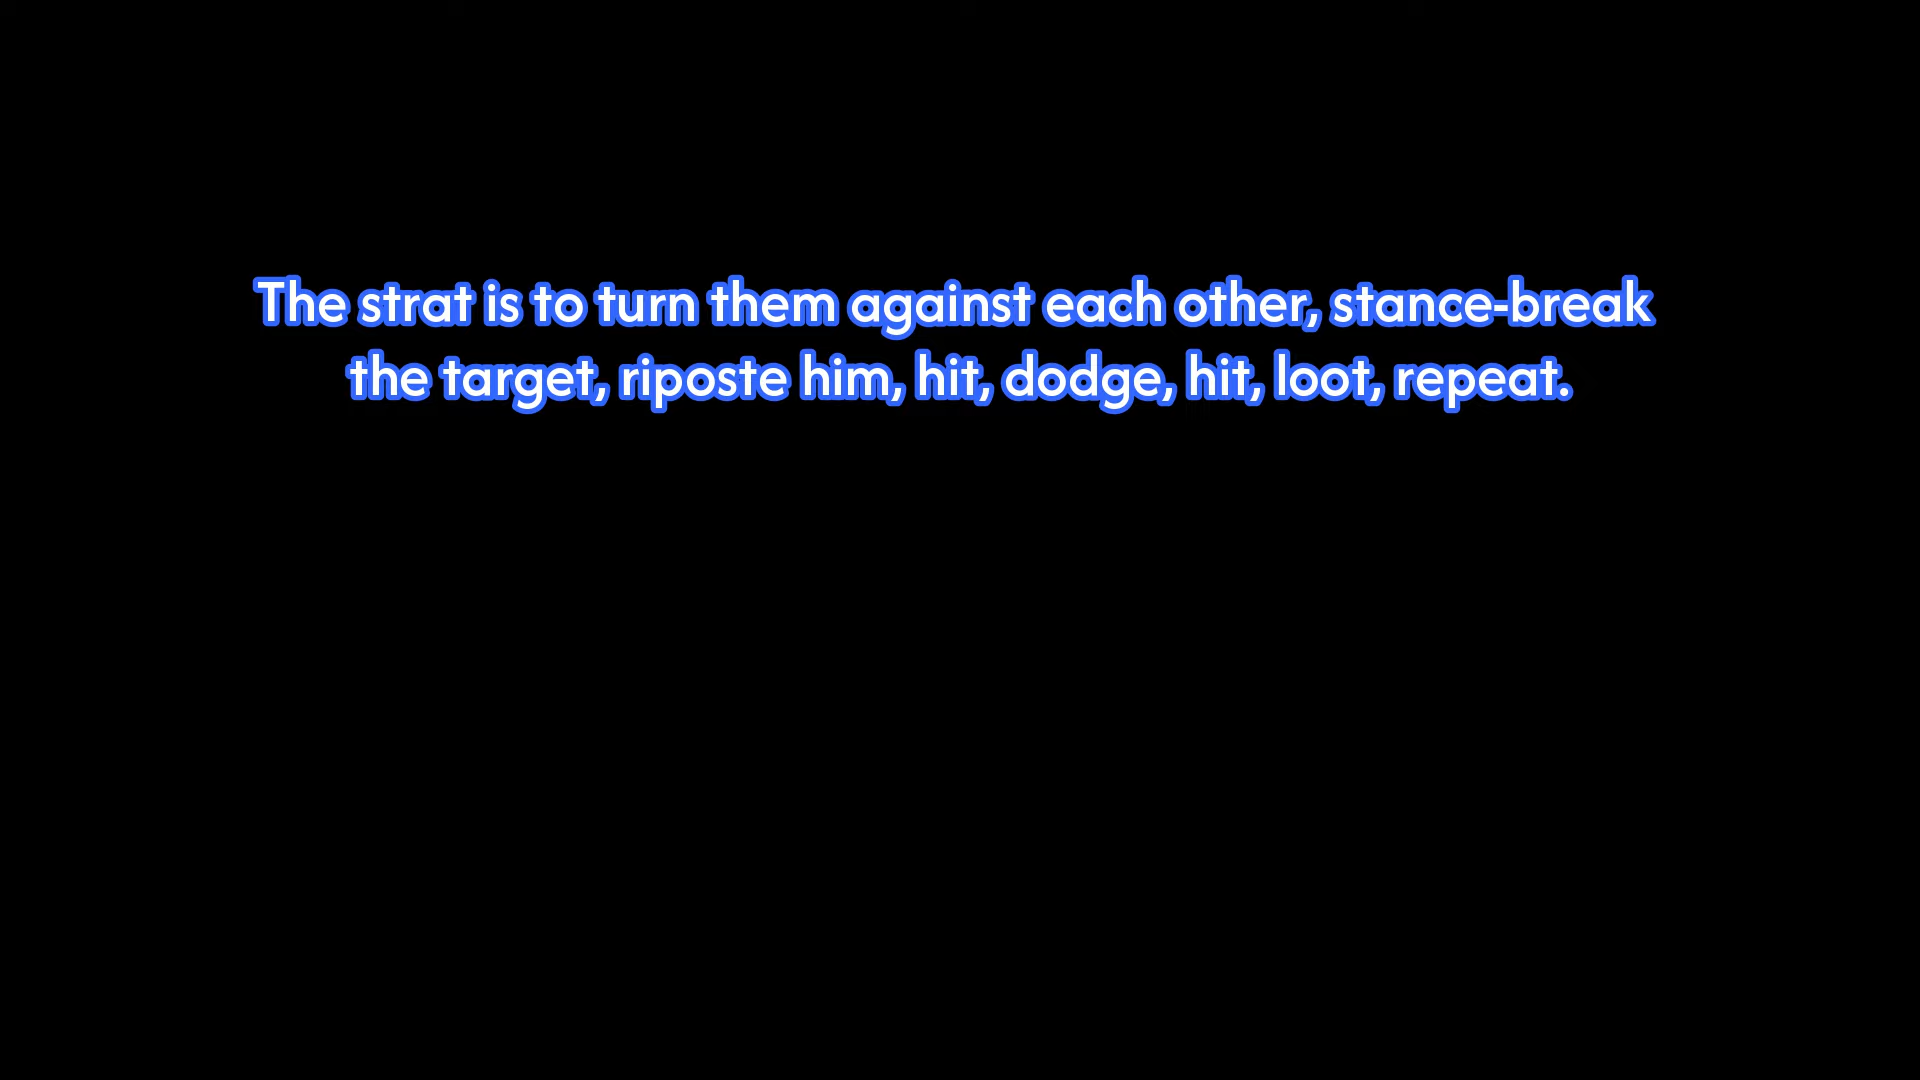 The strat is to turn them against each other, stance-break
the target, riposte him, hit, dodge, hit, loot, repeat.